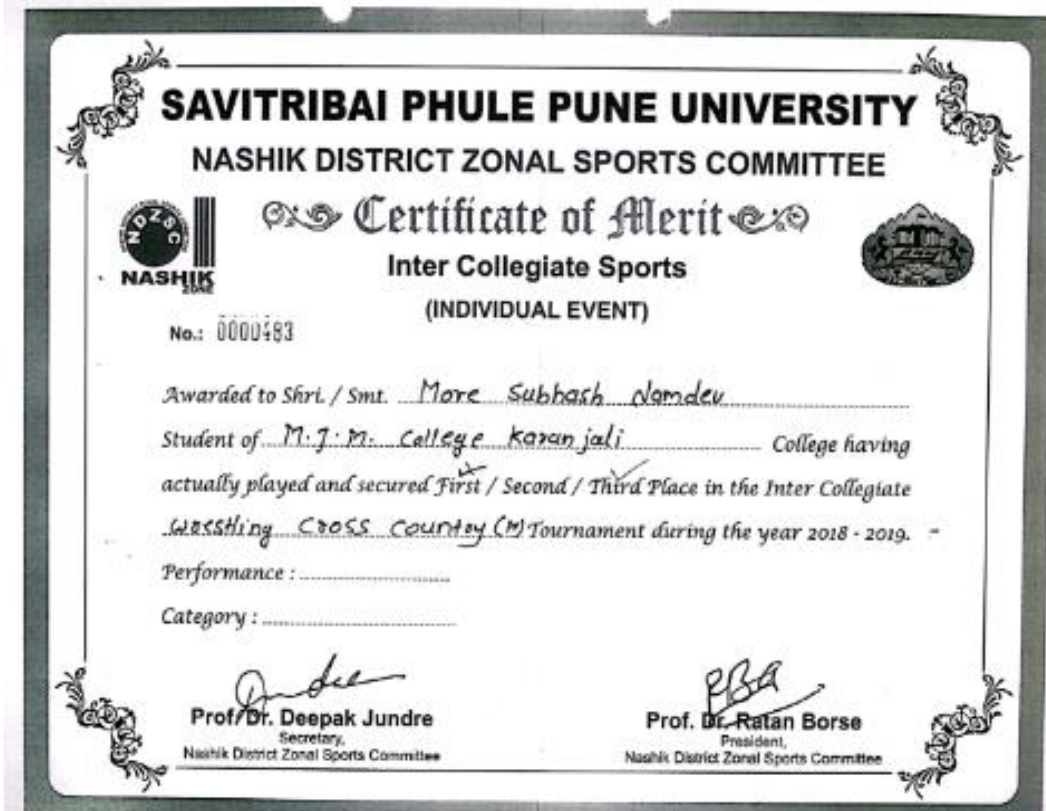 SAVITRIBAI PHULE PUNE UNIVERSITY
NASHIK DISTRICT ZONAL SPORTS COMMITTEE
Certificate of Merit
NDZSC
NASHIK
ZONE
Inter Collegiate Sports
(INDIVIDUAL EVENT)
No.: 0000483
Awarded to Shri. / Smt. More Subhash Namdev
Student of M.J.M. College Karanjali College having
actually played and secured First / Second / Third Place in the Inter Collegiate
Wrestling Cross Country (M) Tournament during the year 2018 - 2019.
Performance :
Category :
Prof. Dr. Deepak Jundre
Secretary,
Nashik District Zonal Sports Committee
Prof. Dr. Ratan Borse
President,
Nashik District Zonal Sports Committee